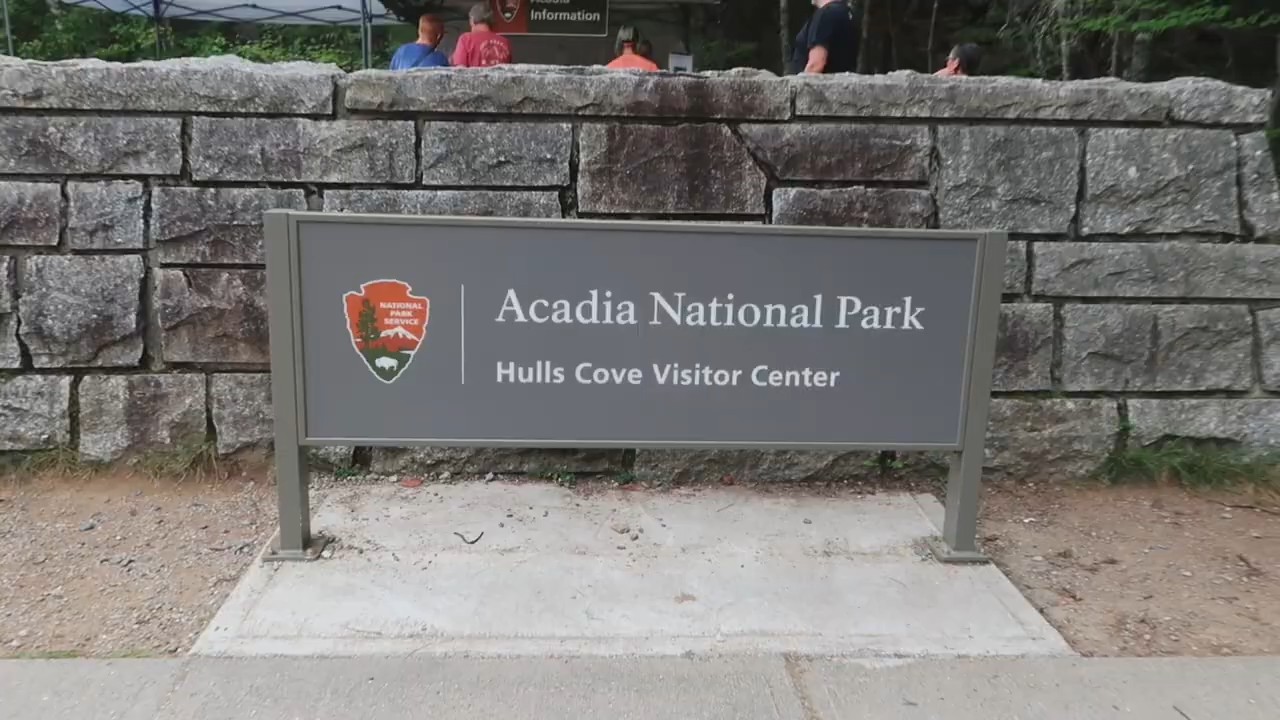 Acadia
Information
NATIONAL
PARK
SERVICE
Acadia National Park
Hulls Cove Visitor Center